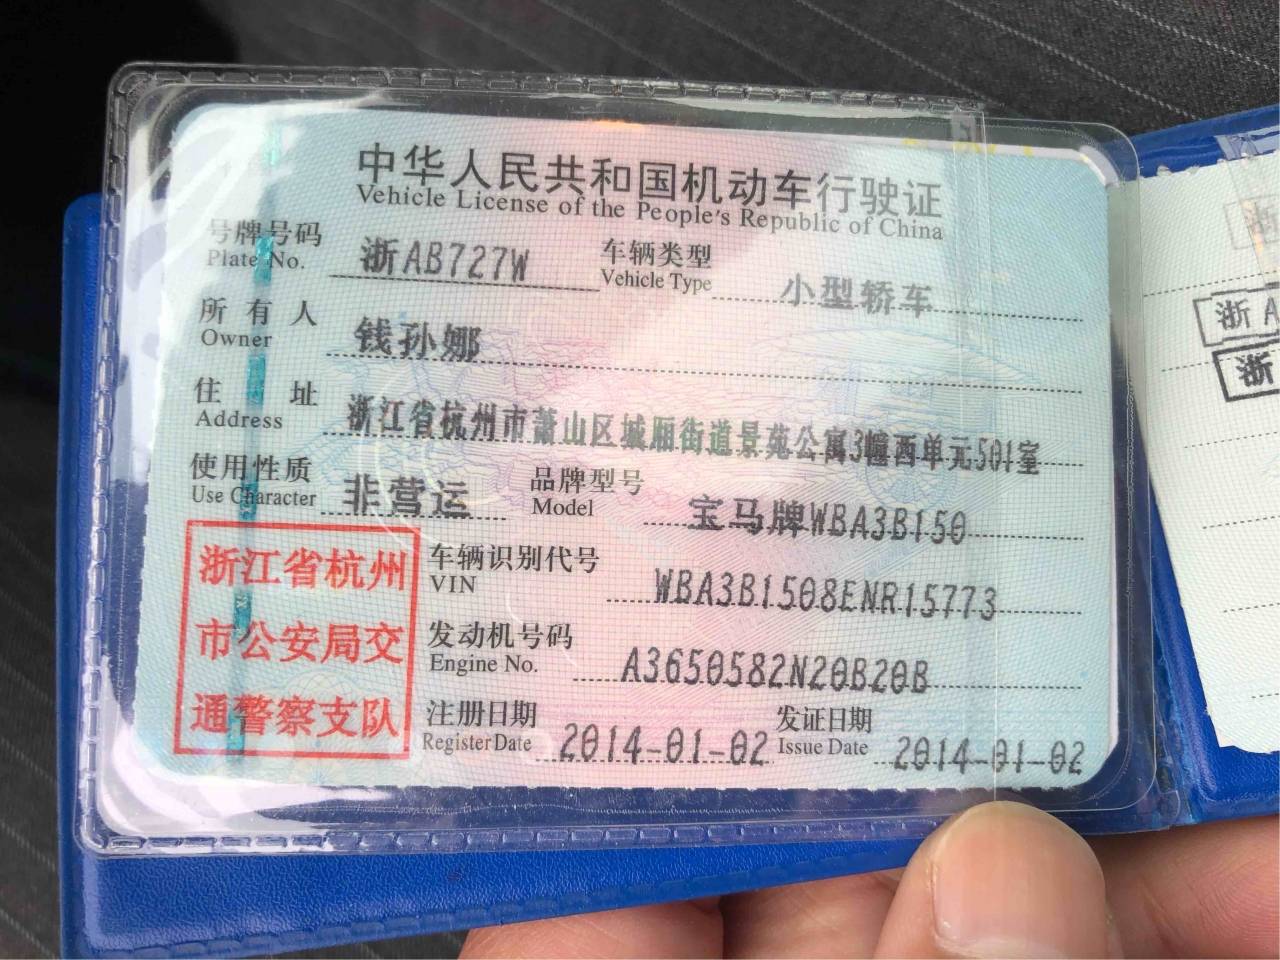 中华人民共和国机动车行驶证
Vehicle License of the People's Republic of China
号牌号码 浙AB727W 车辆类型 小型轿车
Plate No. Vehicle Type
所有人 钱孙娜
Owner
住址 浙江省杭州市萧山区城厢街道景苑公寓3幢西单元501室
Address
使用性质 非营运 品牌型号 宝马牌WBA3B150
Use Character Model
浙江省杭州
市公安局交
通警察支队
车辆识别代号 WBA3B1508ENR15773
VIN
发动机号码 A3650582N20B20B
Engine No.
注册日期 2014-01-02 发证日期 2014-01-02
Register Date Issue Date
浙A
浙